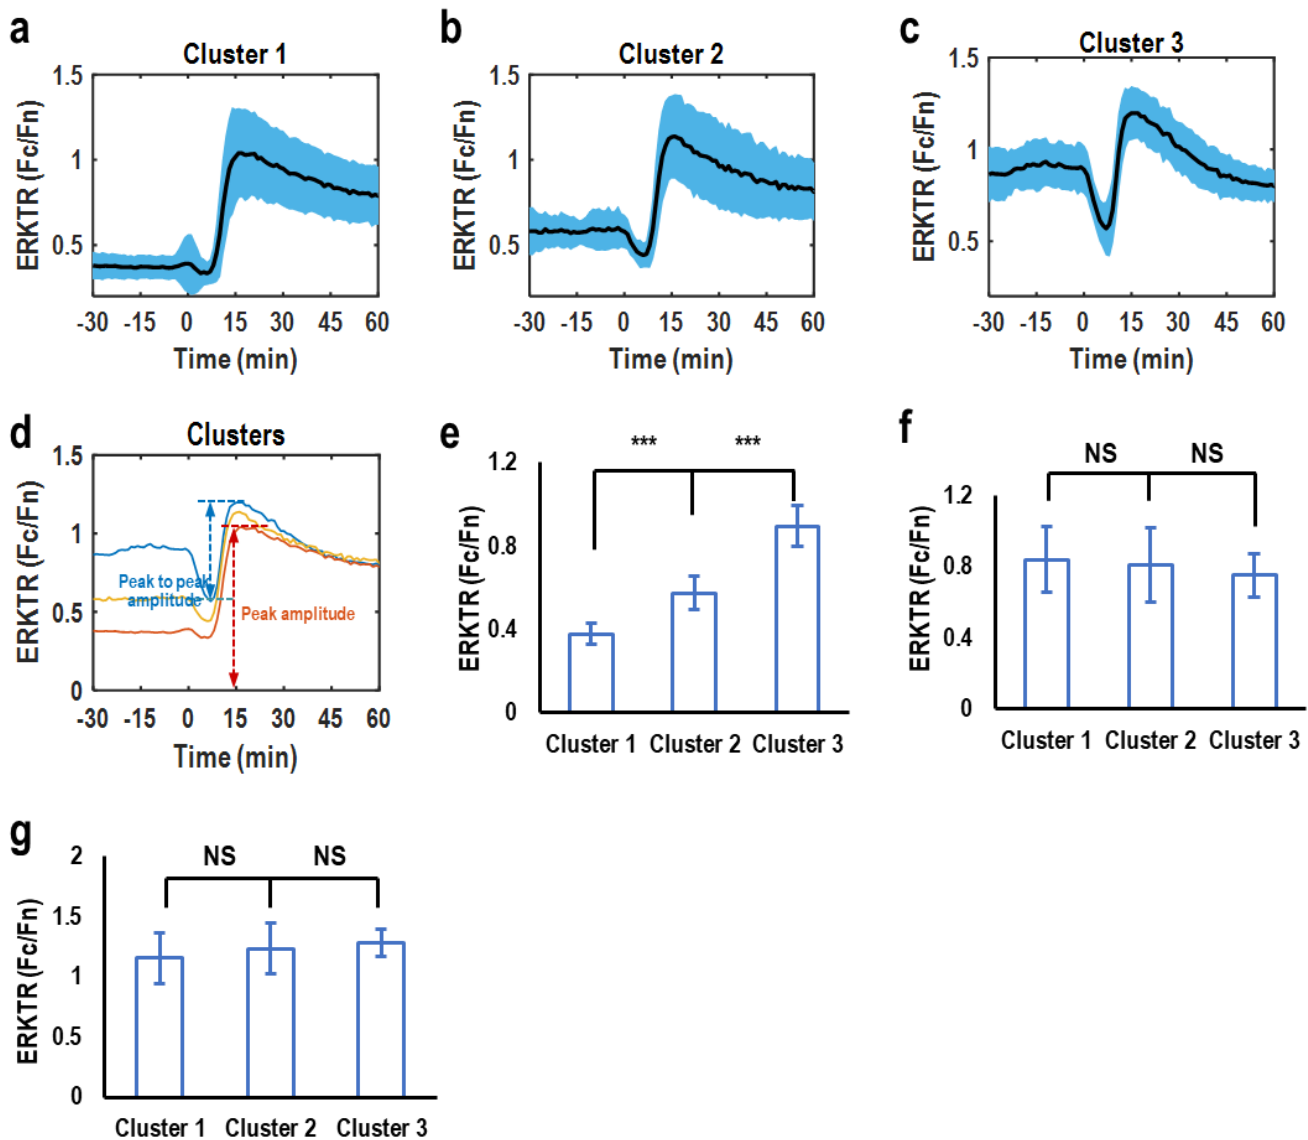 a
Cluster 1
1.5
1
0.5
ERKTR (Fc/Fn)
-30 -15 0 15 30 45 60
Time (min)
b
Cluster 2
1.5
1
0.5
ERKTR (Fc/Fn)
-30 -15 0 15 30 45 60
Time (min)
c
Cluster 3
1.5
1
0.5
ERKTR (Fc/Fn)
-30 -15 0 15 30 45 60
Time (min)
d
Clusters
1.5
1
0.5
0
ERKTR (Fc/Fn)
Peak to peak
amplitude
Peak amplitude
-30 -15 0 15 30 45 60
Time (min)
e
*** ***
1.2
0.8
0.4
0
ERKTR (Fc/Fn)
Cluster 1 Cluster 2 Cluster 3
f
NS NS
1.2
0.8
0.4
0
ERKTR (Fc/Fn)
Cluster 1 Cluster 2 Cluster 3
g
NS NS
2
1.5
1
0.5
0
ERKTR (Fc/Fn)
Cluster 1 Cluster 2 Cluster 3